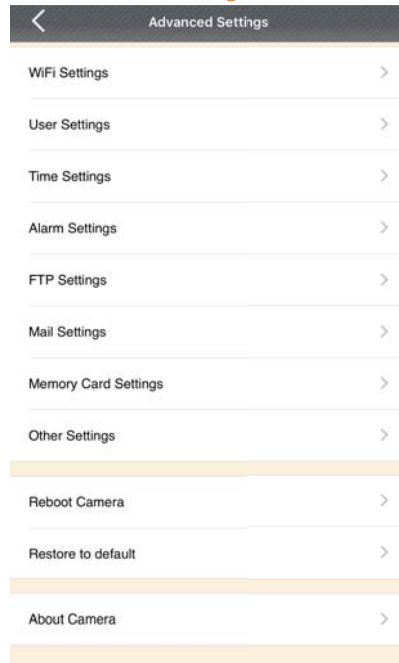 Advanced Settings
WiFi Settings
User Settings
Time Settings
Alarm Settings
FTP Settings
Mail Settings
Memory Card Settings
Other Settings
Reboot Camera
Restore to default
About Camera